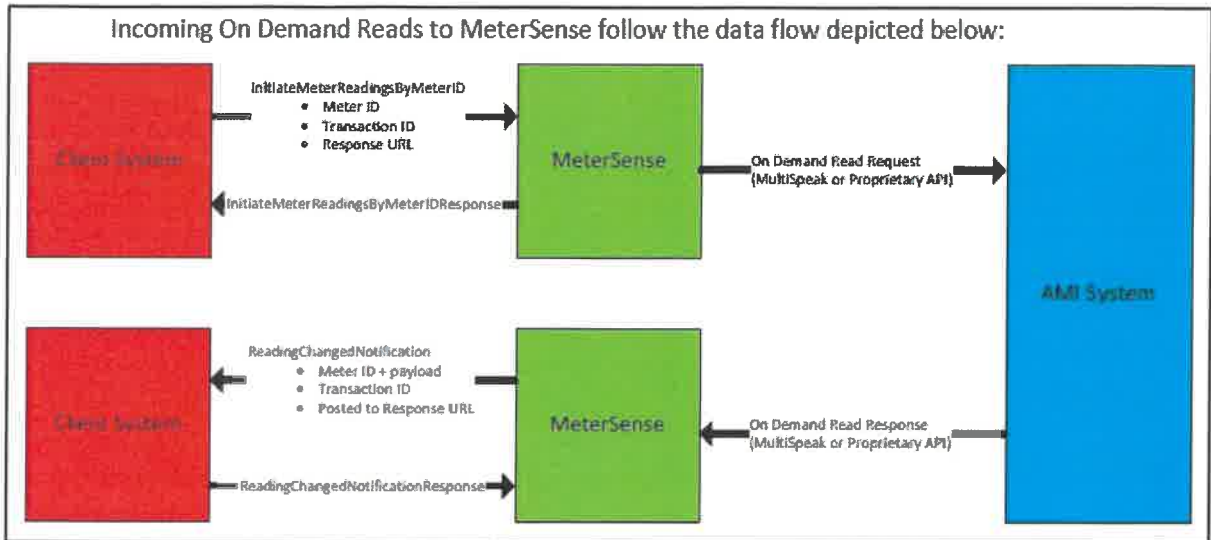 Incoming On Demand Reads to MeterSense follow the data flow depicted below:
InitiateMeterReadingsByMeterID
• Meter ID
• Transaction ID
• Response URL
Client System
MeterSense
On Demand Read Request
(MultiSpeak or Proprietary API)
InitiateMeterReadingsByMeterIDResponse
AMI System
ReadingChangedNotification
• Meter ID + payload
• Transaction ID
• Posted to Response URL
Client System
MeterSense
On Demand Read Response
(MultiSpeak or Proprietary API)
ReadingChangedNotificationResponse